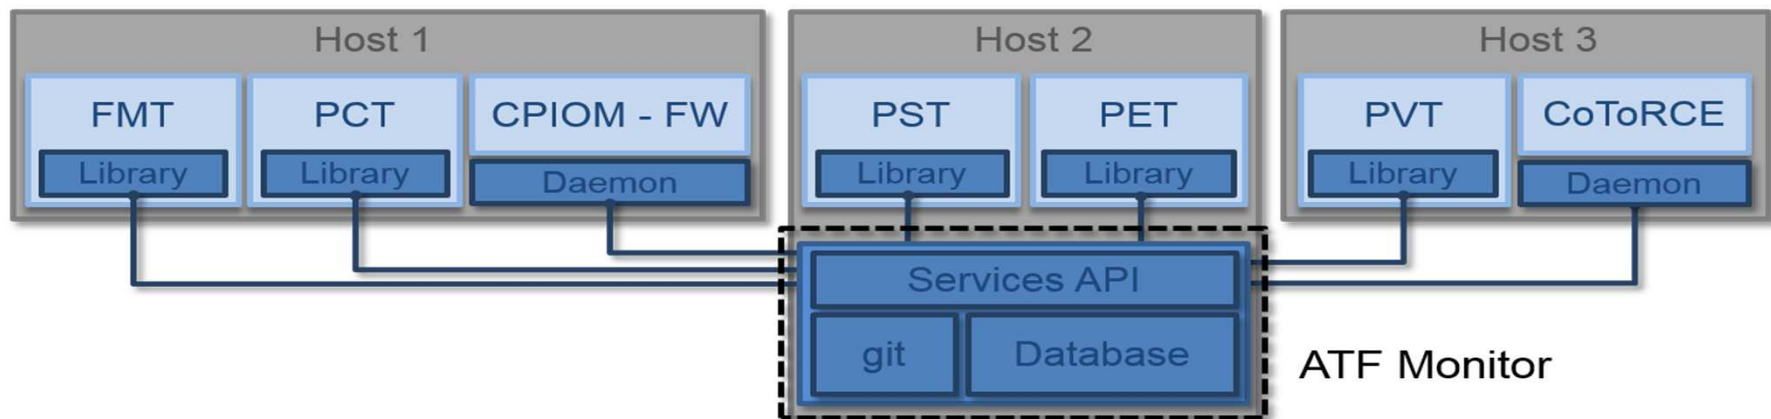 Host 1
Host 2
Host 3
FMT
PCT
CPIOM - FW
PST
PET
PVT
CoToRCE
Library
Library
Daemon
Library
Library
Library
Daemon
Services API
git
Database
ATF Monitor